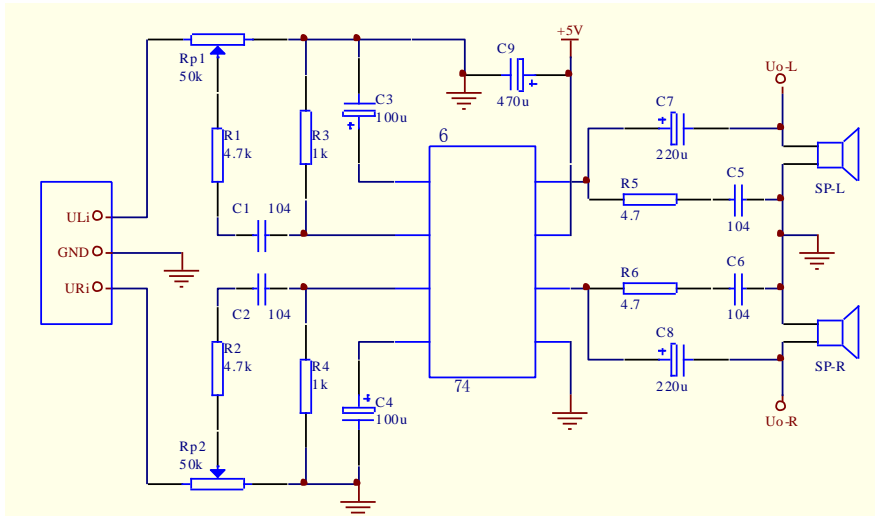 Rp1
50k
R1
4.7k
C1 104
R3
1k
C3
100u
C9
470u
+5V
6
Uo-L
C7
220u
SP-L
R5
4.7
C5
104
ULi
GND
URi
C2 104
R2
4.7k
R4
1k
C4
100u
Rp2
50k
74
R6
4.7
C6
104
C8
220u
SP-R
Uo-R